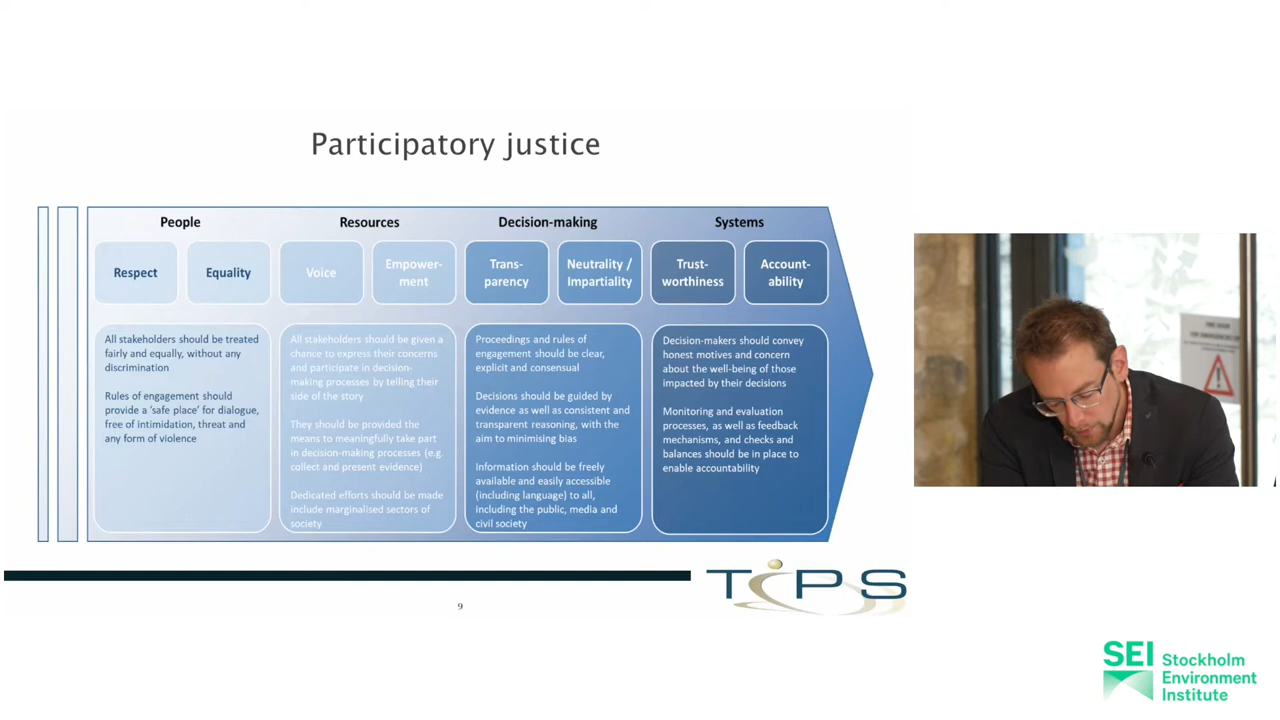 Participatory justice
People
Resources
Decision-making
Systems
Respect
Equality
Voice
Empower-
ment
Trans-
parency
Neutrality /
Impartiality
Trust-
worthiness
Account-
ability
All stakeholders should be treated
fairly and equally, without any
discrimination
Rules of engagement should
provide a ‘safe place’ for dialogue,
free of intimidation, threat and
any form of violence
All stakeholders should be given a
chance to express their concerns
and participate in decision-
making processes by telling their
side of the story
They should be provided the
means to meaningfully take part
in decision-making processes (e.g.
collect and present evidence)
Dedicated efforts should be made
include marginalised sectors of
society
Proceedings and rules of
engagement should be clear,
explicit and consensual
Decisions should be guided by
evidence as well as consistent and
transparent reasoning, with the
aim to minimising bias
Information should be freely
available and easily accessible
(including language) to all,
including the public, media and
civil society
Decision-makers should convey
honest motives and concern
about the well-being of those
impacted by their decisions
Monitoring and evaluation
processes, as well as feedback
mechanisms, and checks and
balances should be in place to
enable accountability
TIPS
9
SEI Stockholm
Environment
Institute